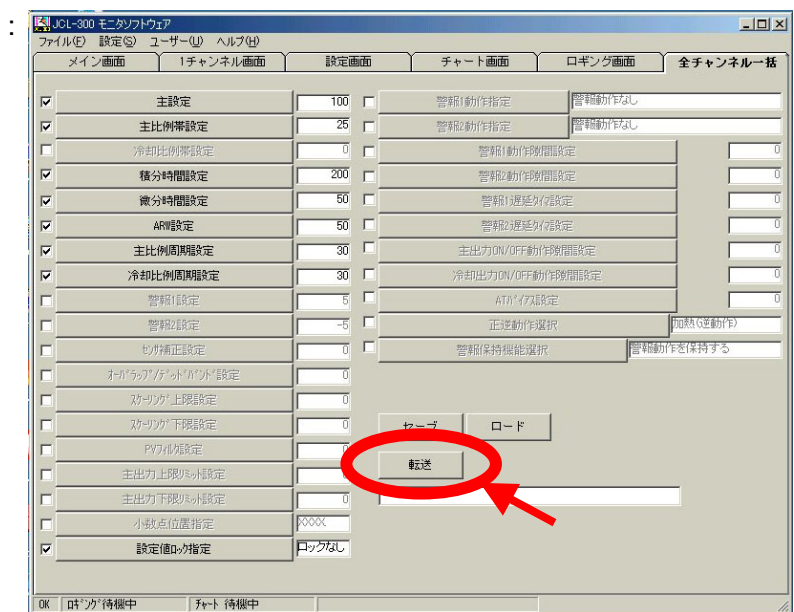 :
JCL-300 モニタソフトウェア
ファイル(F) 設定(S) ユーザー(U) ヘルプ(H)
メイン画面 1チャンネル画面 設定画面 チャート画面 ロギング画面 全チャンネル一括
主設定 100 警報1動作指定 警報動作なし
主比例帯設定 25 警報2動作指定 警報動作なし
冷却比例帯設定 0 警報1動作隙間設定 0
積分時間設定 200 警報2動作隙間設定 0
微分時間設定 50 警報1遅延タイマ設定 0
ARW設定 50 警報2遅延タイマ設定 0
主比例周期設定 30 主出力ON/OFF動作隙間設定 0
冷却比例周期設定 30 冷却出力ON/OFF動作隙間設定 0
警報1設定 5 ATバイアス設定 0
警報2設定 -5 正逆動作選択 加熱(逆動作)
センサ補正設定 0 警報保持機能選択 警報動作を保持する
オーバラップ/デッドバンド設定 0
スケーリング上限設定 0
スケーリング下限設定 0 セーブ ロード
PVフィルタ設定 0
主出力上限リミット設定 0 転送
主出力下限リミット設定 0
小数点位置指定 XXXX
設定値ロック指定 ロックなし
OK ロギング待機中 チャート 待機中